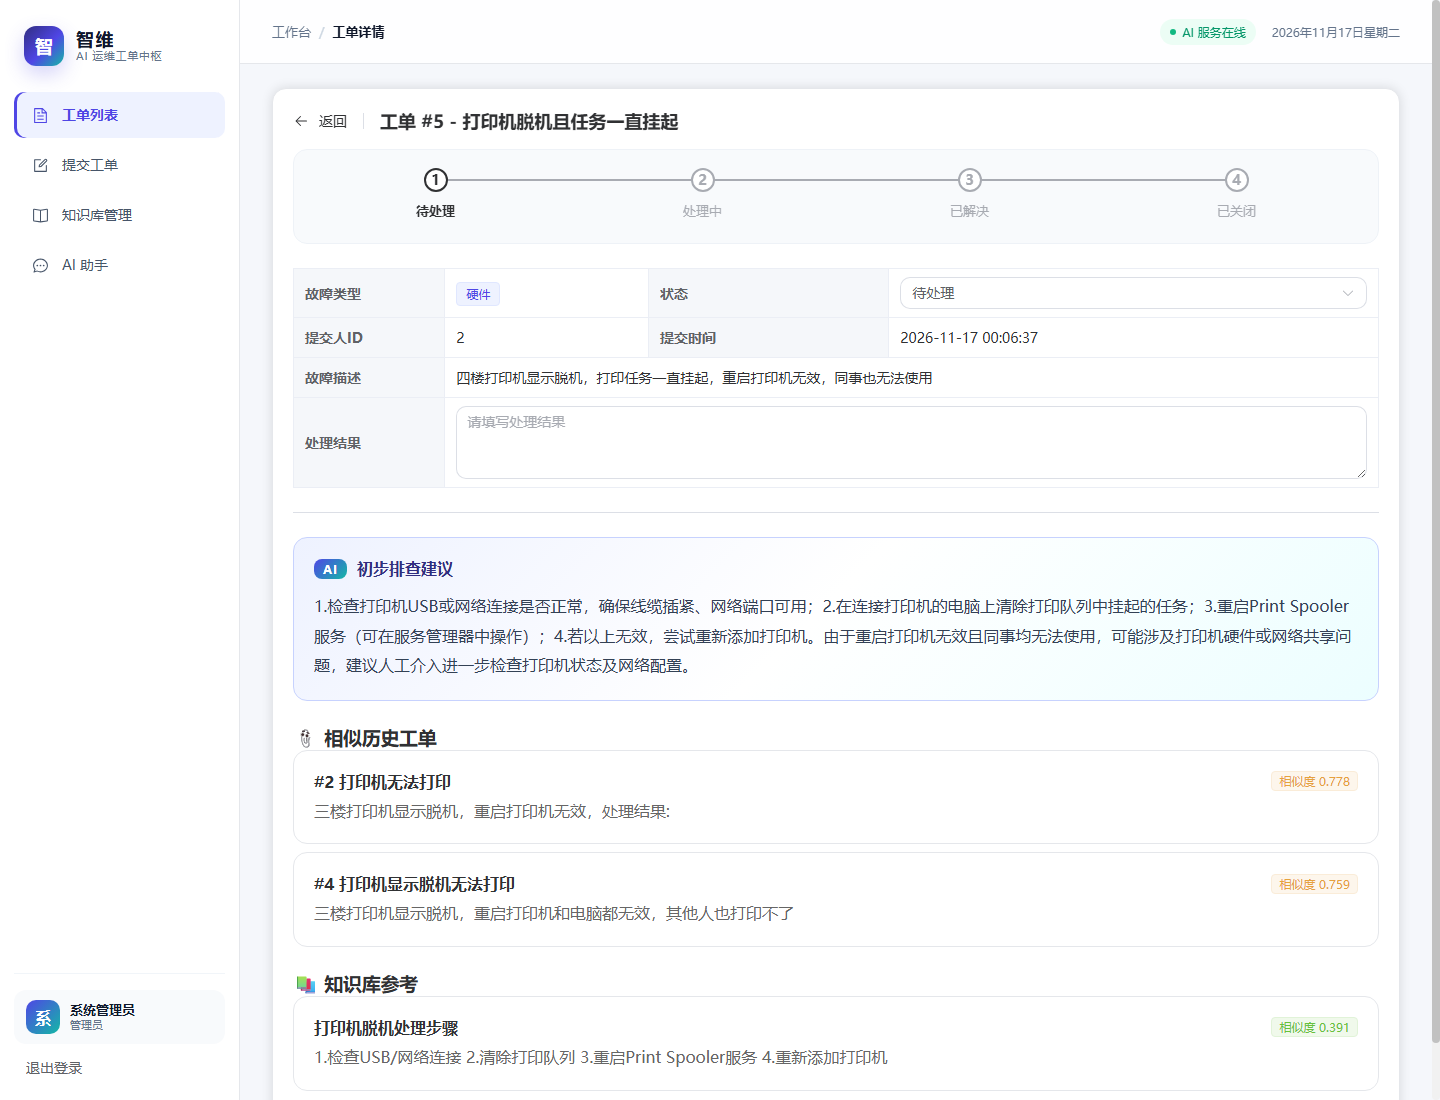 智
智维
AI 运维工单中枢
工单列表
提交工单
知识库管理
AI 助手
系
系统管理员
管理员
退出登录
工作台 / 工单详情
AI 服务在线
2026年11月17日星期二
返回
工单 #5 - 打印机脱机且任务一直挂起
1
2
3
4
待处理
处理中
已解决
已关闭
故障类型
硬件
状态
待处理
提交人ID
2
提交时间
2026-11-17 00:06:37
故障描述
四楼打印机显示脱机，打印任务一直挂起，重启打印机无效，同事也无法使用
处理结果
请填写处理结果
AI 初步排查建议
1.检查打印机USB或网络连接是否正常，确保线缆插紧、网络端口可用；2.在连接打印机的电脑上清除打印队列中挂起的任务；3.重启Print Spooler
服务（可在服务管理器中操作）；4.若以上无效，尝试重新添加打印机。由于重启打印机无效且同事均无法使用，可能涉及打印机硬件或网络共享问
题，建议人工介入进一步检查打印机状态及网络配置。
相似历史工单
#2 打印机无法打印
相似度 0.778
三楼打印机显示脱机，重启打印机无效，处理结果:
#4 打印机显示脱机无法打印
相似度 0.759
三楼打印机显示脱机，重启打印机和电脑都无效，其他人也打印不了
知识库参考
打印机脱机处理步骤
相似度 0.391
1.检查USB/网络连接 2.清除打印队列 3.重启Print Spooler服务 4.重新添加打印机